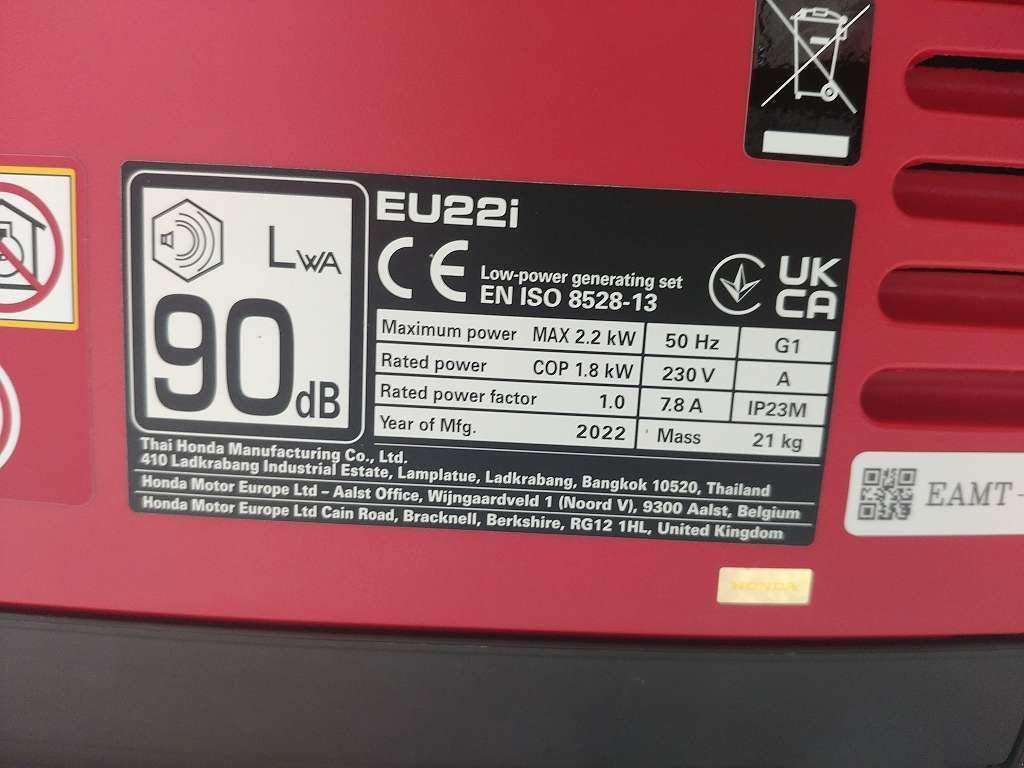 EU22i
LWA
90 dB
CE Low-power generating set
EN ISO 8528-13
UK
CA
Maximum power MAX 2.2 kW 50 Hz G1
Rated power COP 1.8 kW 230 V A
Rated power factor 1.0 7.8 A IP23M
Year of Mfg. 2022 Mass 21 kg
Thai Honda Manufacturing Co., Ltd.
410 Ladkrabang Industrial Estate, Lamplatue, Ladkrabang, Bangkok 10520, Thailand
Honda Motor Europe Ltd – Aalst Office, Wijngaardveld 1 (Noord V), 9300 Aalst, Belgium
Honda Motor Europe Ltd Cain Road, Bracknell, Berkshire, RG12 1HL, United Kingdom
EAMT-
HONDA